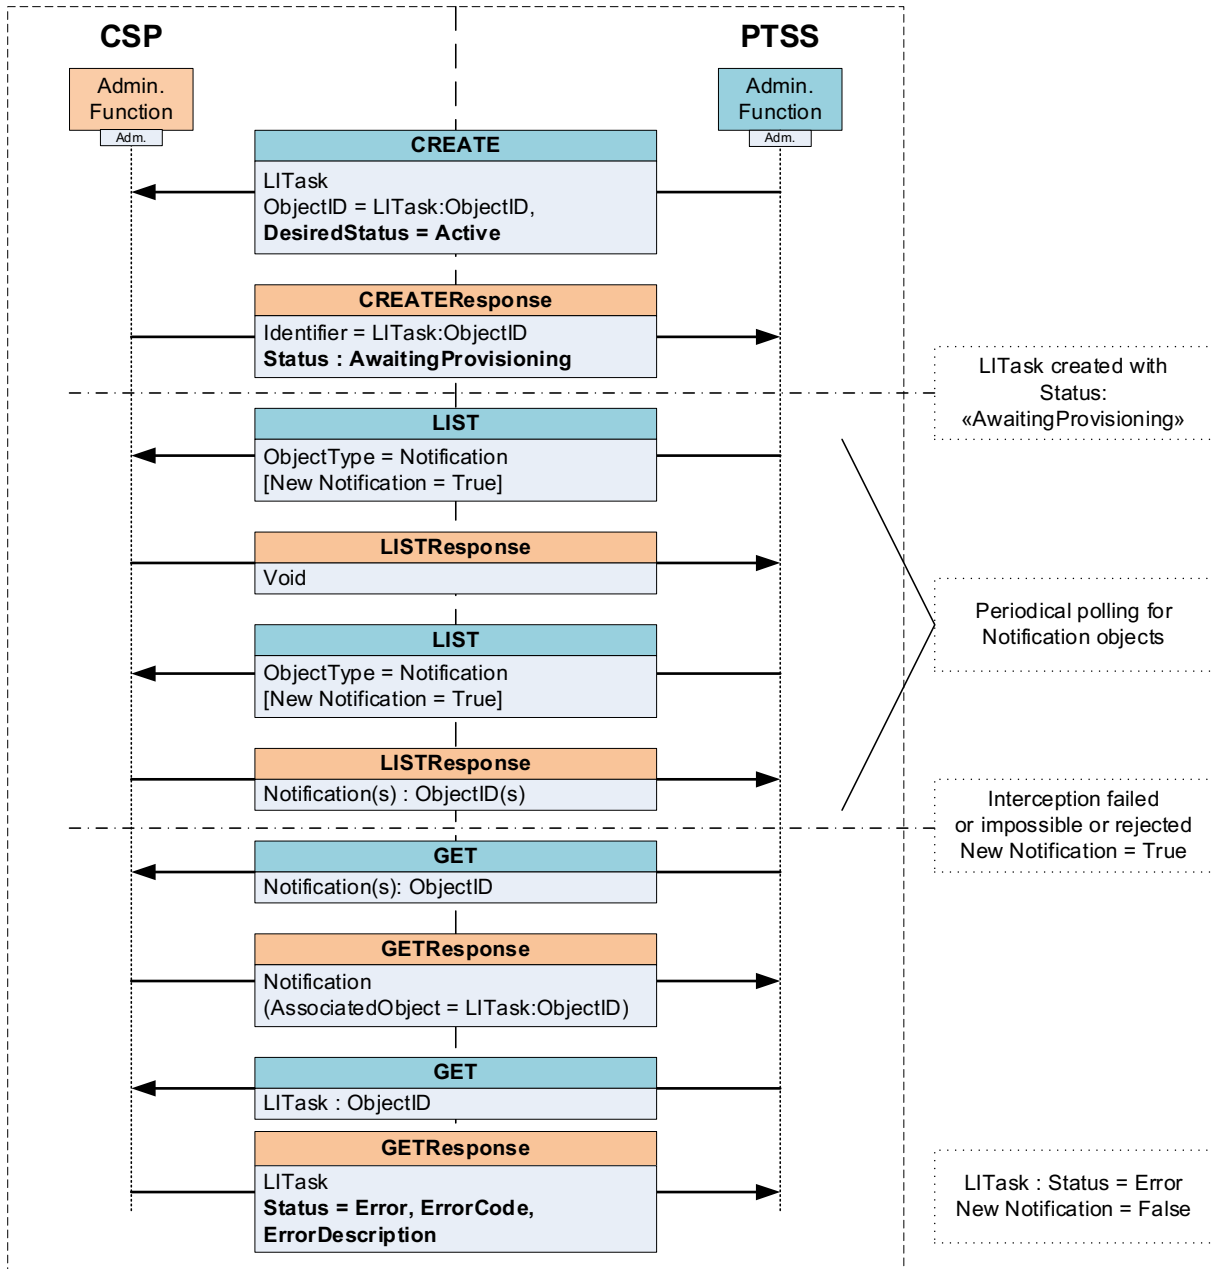 CSP
PTSS
Admin.
Function
Adm.
Admin.
Function
Adm.
CREATE
LITask
ObjectID = LITask:ObjectID,
DesiredStatus = Active
CREATEResponse
Identifier = LITask:ObjectID
Status : AwaitingProvisioning
LITask created with
Status:
«AwaitingProvisioning»
LIST
ObjectType = Notification
[New Notification = True]
LISTResponse
Void
Periodical polling for
Notification objects
LIST
ObjectType = Notification
[New Notification = True]
LISTResponse
Notification(s) : ObjectID(s)
Interception failed
or impossible or rejected
New Notification = True
GET
Notification(s): ObjectID
GETResponse
Notification
(AssociatedObject = LITask:ObjectID)
GET
LITask : ObjectID
GETResponse
LITask
Status = Error, ErrorCode,
ErrorDescription
LITask : Status = Error
New Notification = False